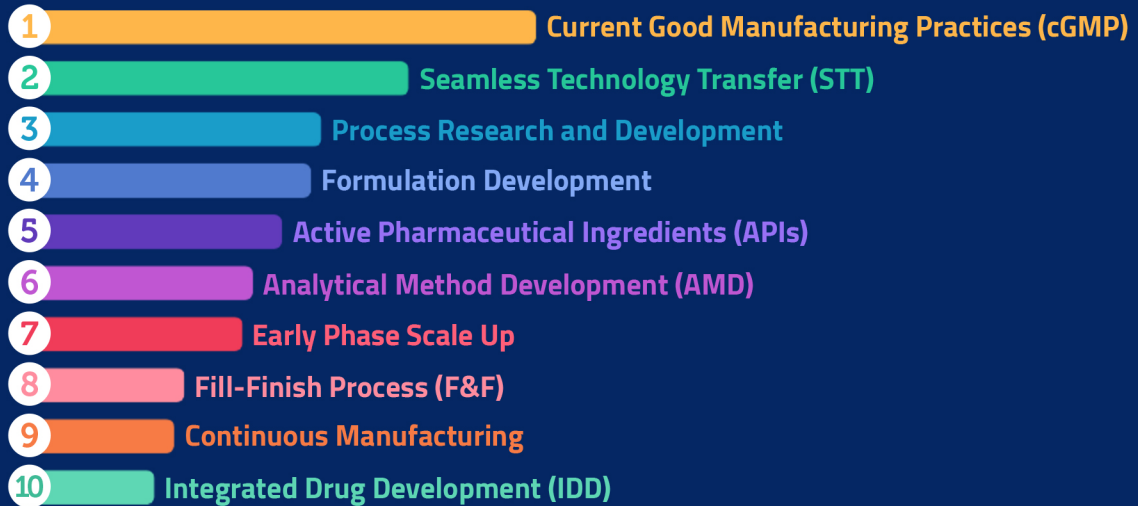 1 Current Good Manufacturing Practices (cGMP)
2 Seamless Technology Transfer (STT)
3 Process Research and Development
4 Formulation Development
5 Active Pharmaceutical Ingredients (APIs)
6 Analytical Method Development (AMD)
7 Early Phase Scale Up
8 Fill-Finish Process (F&F)
9 Continuous Manufacturing
10 Integrated Drug Development (IDD)